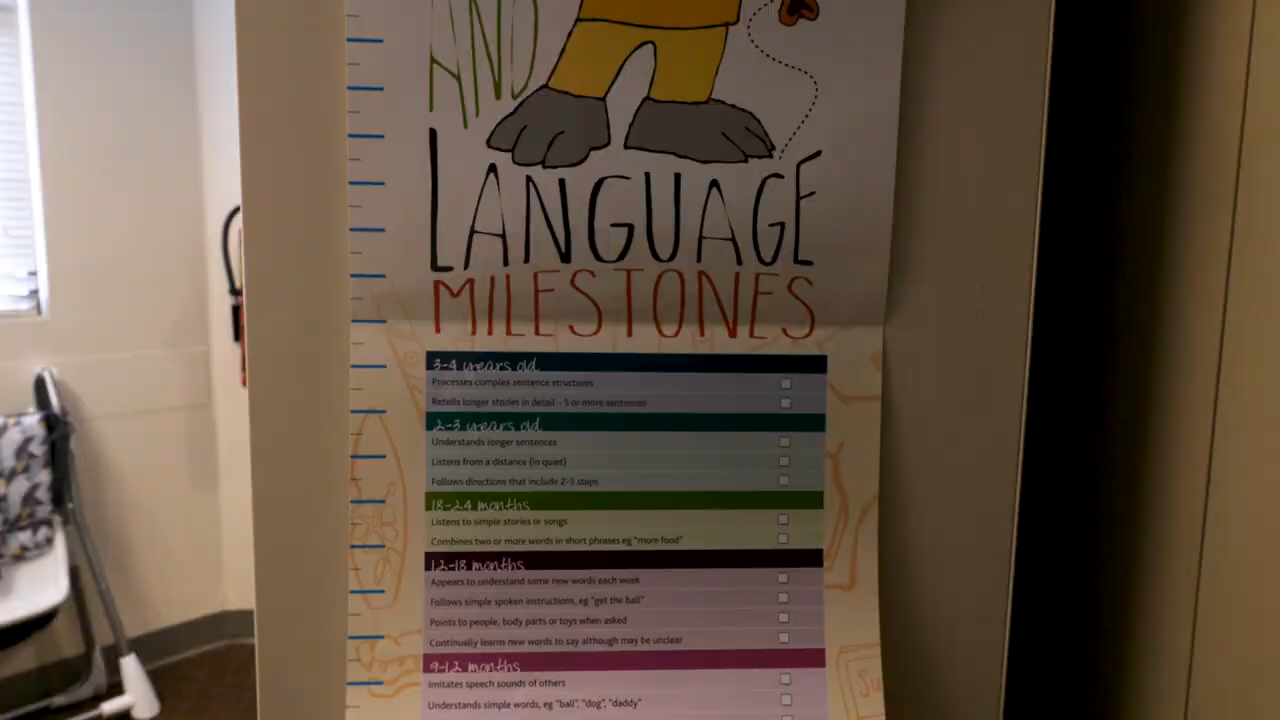 AND
LANGUAGE
MILESTONES
3-4 years old
Processes complex sentence structures
Retells longer stories in detail - 5 or more sentences
2-3 years old
Understands longer sentences
Listens from a distance (in quiet)
Follows directions that include 2-3 steps
18-24 months
Listens to simple stories or songs
Combines two or more words in short phrases eg "more food"
12-18 months
Appears to understand some new words each week
Follows simple spoken instructions, eg "get the ball"
Points to people, body parts or toys when asked
Continually learns new words to say although may be unclear
9-12 months
Imitates speech sounds of others
Understands simple words, eg "ball", "dog", "daddy"